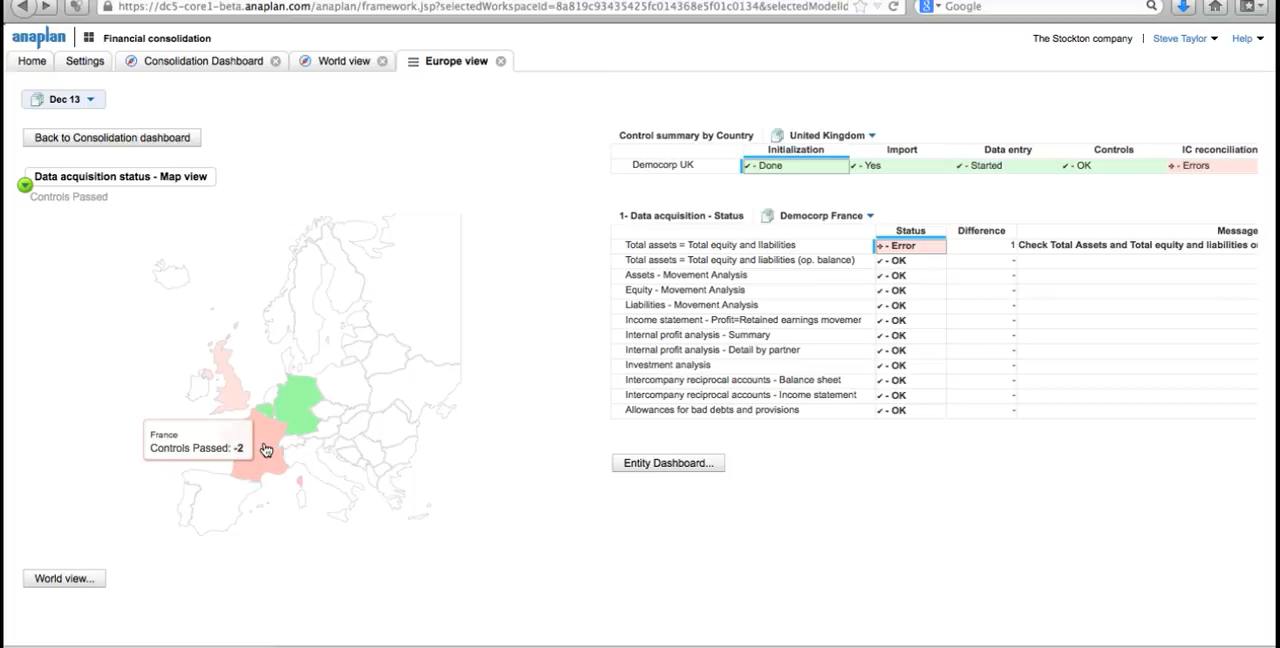 https://dc5-core1-beta.anaplan.com/anaplan/framework.jsp?selectedWorkspaceId=8a819c93435425fc014368e5f01c0134&selectedModelId
Google
anaplan Financial consolidation
The Stockton company | Steve Taylor Help
Home Settings Consolidation Dashboard World view Europe view
Dec 13
Back to Consolidation dashboard
Data acquisition status - Map view
Controls Passed
France
Controls Passed: -2
World view...
Control summary by Country United Kingdom
Initialization Import Data entry Controls IC reconciliation
Democorp UK ✔ - Done ✔ - Yes ✔ - Started ✔ - OK ✢ - Errors
1- Data acquisition - Status Democorp France
Status Difference Message
Total assets = Total equity and liabilities ✢ - Error 1 Check Total Assets and Total equity and liabilities o
Total assets = Total equity and liabilities (op. balance) ✔ - OK -
Assets - Movement Analysis ✔ - OK -
Equity - Movement Analysis ✔ - OK -
Liabilities - Movement Analysis ✔ - OK -
Income statement - Profit=Retained earnings movemer ✔ - OK -
Internal profit analysis - Summary ✔ - OK -
Internal profit analysis - Detail by partner ✔ - OK -
Investment analysis ✔ - OK -
Intercompany reciprocal accounts - Balance sheet ✔ - OK -
Intercompany reciprocal accounts - Income statement ✔ - OK -
Allowances for bad debts and provisions ✔ - OK -
Entity Dashboard...